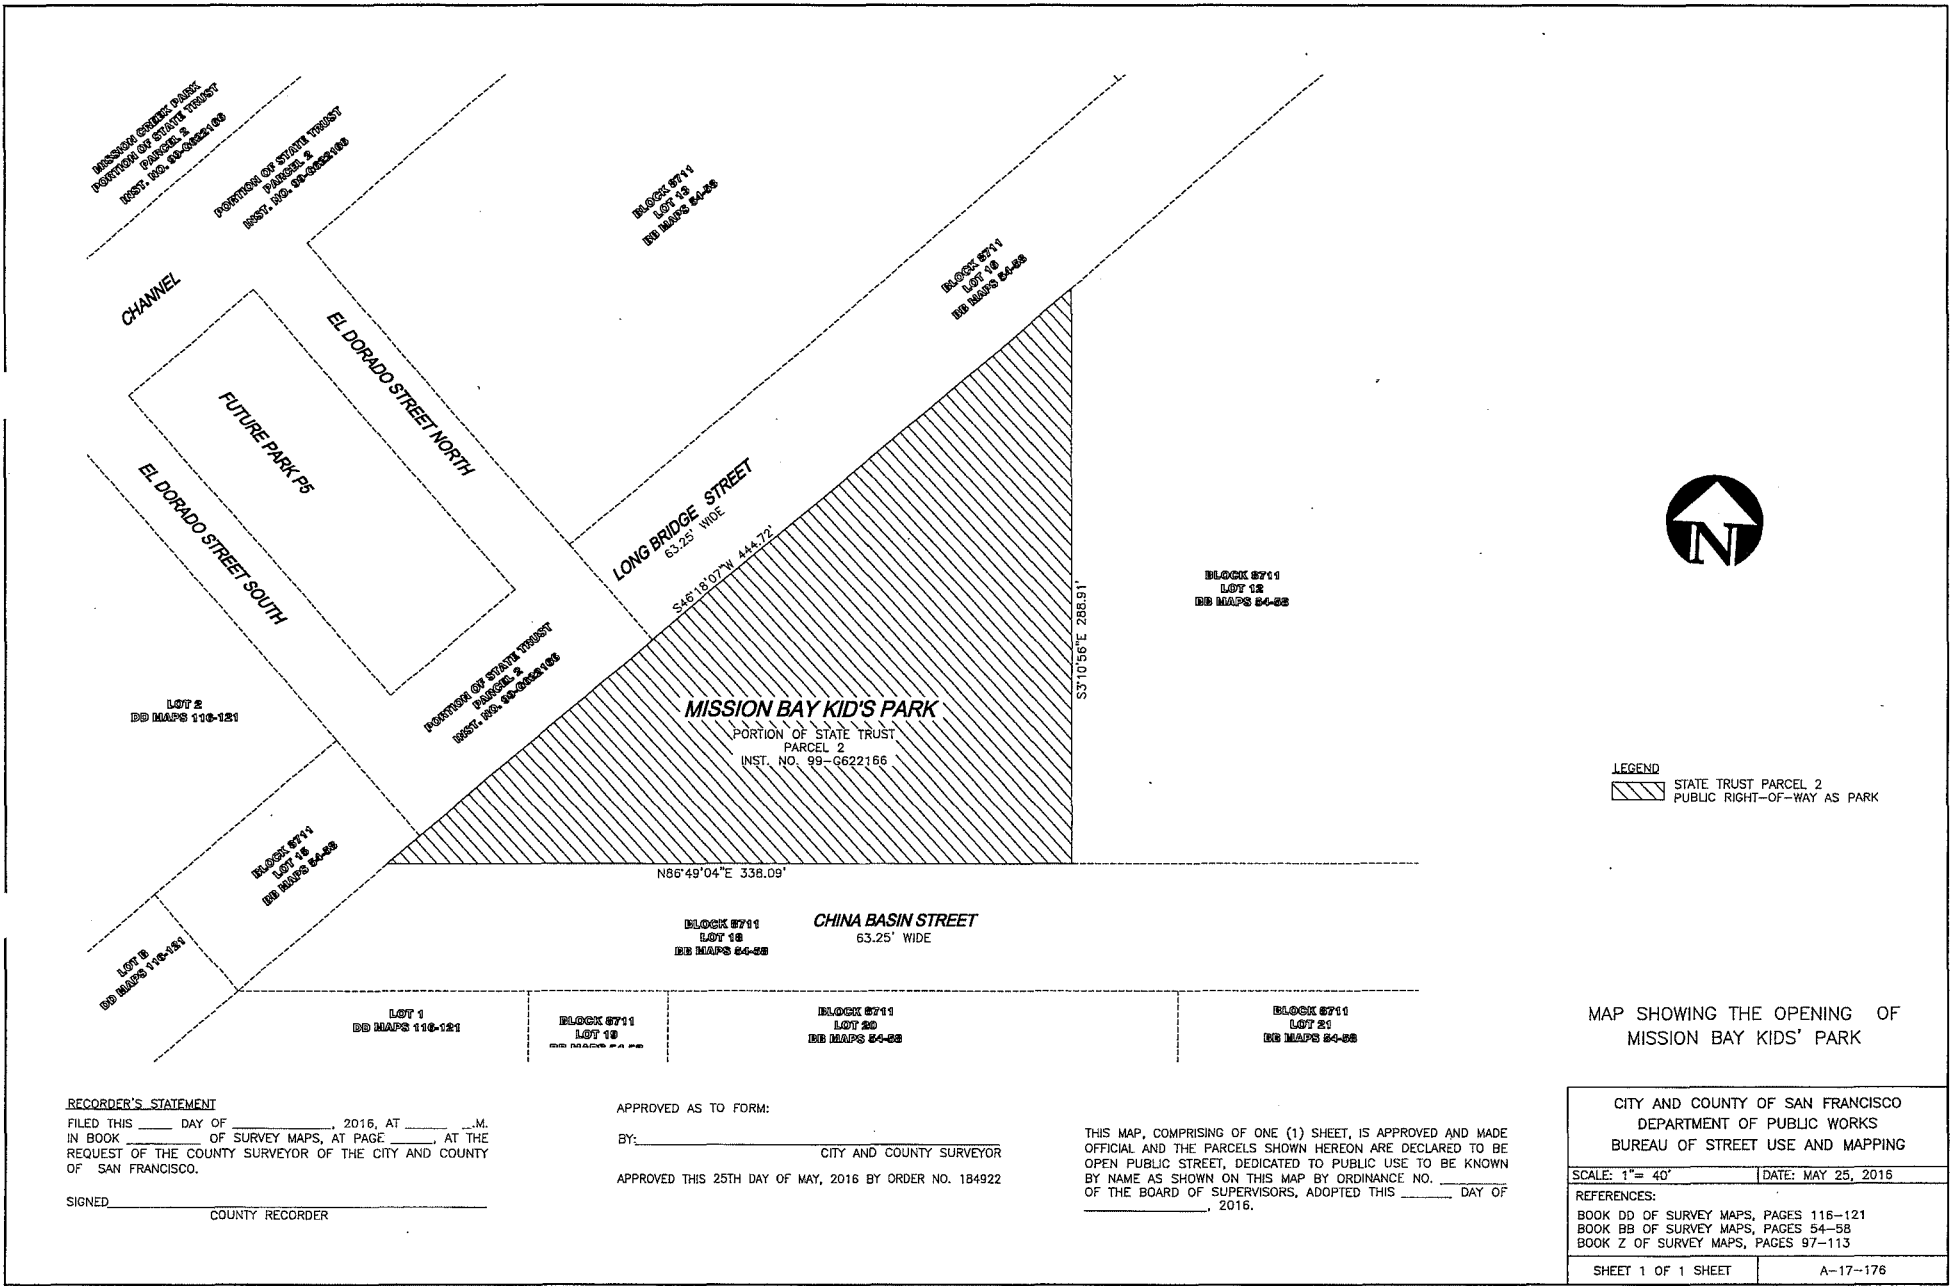 MISSION CREEK PARK
PORTION OF STATE TRUST
PARCEL 2
INST. NO. 99-G622166
PORTION OF STATE TRUST
PARCEL 2
INST. NO. 99-G622166
BLOCK 8711
LOT 13
BB MAPS 54-58
BLOCK 8711
LOT 16
BB MAPS 54-58
CHANNEL
EL DORADO STREET NORTH
FUTURE PARK P5
EL DORADO STREET SOUTH
LONG BRIDGE STREET
63.25' WIDE
S46°18'07"W 444.72'
S3°10'56"E 288.91'
BLOCK 8711
LOT 12
BB MAPS 54-58
N
PORTION OF STATE TRUST
PARCEL 2
INST. NO. 99-G622166
LOT 2
DD MAPS 116-121
MISSION BAY KID'S PARK
PORTION OF STATE TRUST
PARCEL 2
INST. NO. 99-G622166
LEGEND
STATE TRUST PARCEL 2
PUBLIC RIGHT-OF-WAY AS PARK
BLOCK 8711
LOT 15
BB MAPS 54-58
N86°49'04"E 338.09'
LOT B
DD MAPS 116-121
BLOCK 8711
LOT 18
BB MAPS 54-58
CHINA BASIN STREET
63.25' WIDE
LOT 1
DD MAPS 116-121
BLOCK 8711
LOT 19
BB MAPS 54-58
BLOCK 8711
LOT 20
BB MAPS 54-58
BLOCK 8711
LOT 21
BB MAPS 54-58
MAP SHOWING THE OPENING OF
MISSION BAY KIDS' PARK
RECORDER'S STATEMENT
FILED THIS _____ DAY OF _____________, 2016, AT ______ __.M.
IN BOOK __________ OF SURVEY MAPS, AT PAGE ______, AT THE
REQUEST OF THE COUNTY SURVEYOR OF THE CITY AND COUNTY
OF SAN FRANCISCO.
SIGNED
COUNTY RECORDER
APPROVED AS TO FORM:
BY:
CITY AND COUNTY SURVEYOR
APPROVED THIS 25TH DAY OF MAY, 2016 BY ORDER NO. 184922
THIS MAP, COMPRISING OF ONE (1) SHEET, IS APPROVED AND MADE
OFFICIAL AND THE PARCELS SHOWN HEREON ARE DECLARED TO BE
OPEN PUBLIC STREET, DEDICATED TO PUBLIC USE TO BE KNOWN
BY NAME AS SHOWN ON THIS MAP BY ORDINANCE NO. ________
OF THE BOARD OF SUPERVISORS, ADOPTED THIS _______ DAY OF
_____________, 2016.
CITY AND COUNTY OF SAN FRANCISCO
DEPARTMENT OF PUBLIC WORKS
BUREAU OF STREET USE AND MAPPING
SCALE: 1"= 40'
DATE: MAY 25, 2016
REFERENCES:
BOOK DD OF SURVEY MAPS, PAGES 116-121
BOOK BB OF SURVEY MAPS, PAGES 54-58
BOOK Z OF SURVEY MAPS, PAGES 97-113
SHEET 1 OF 1 SHEET
A-17-176